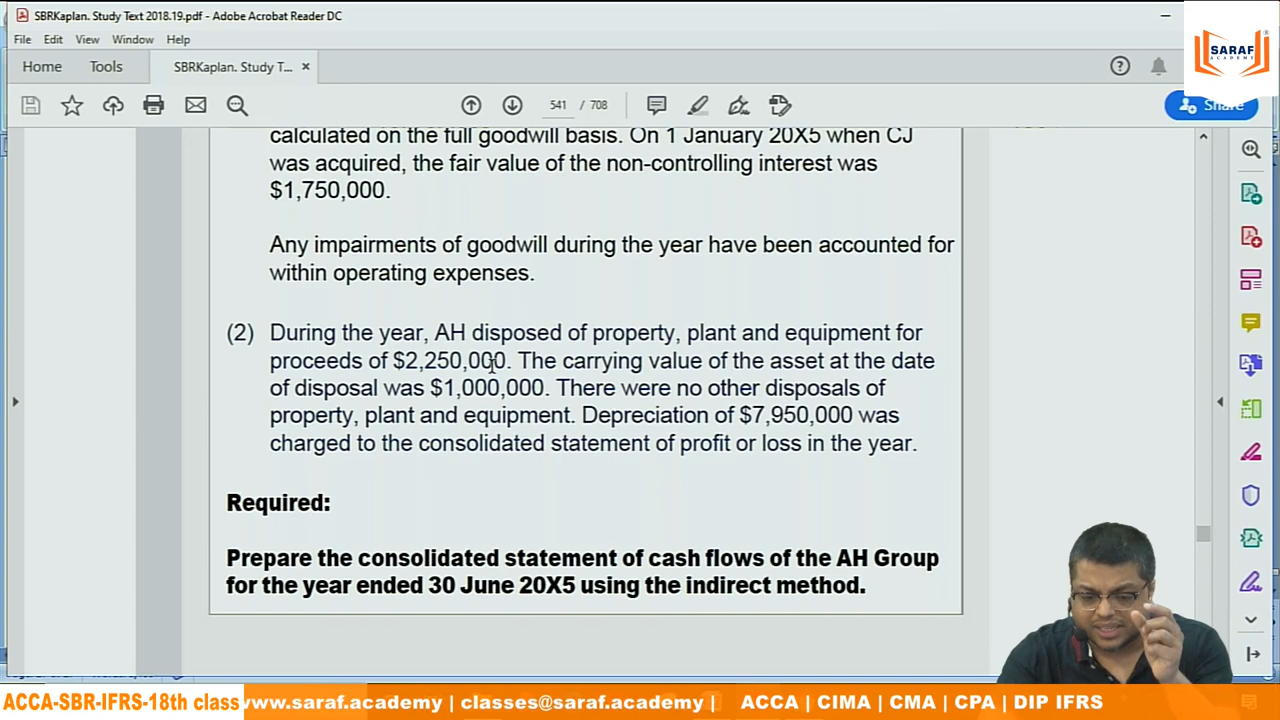 SBRKaplan. Study Text 2018.19.pdf - Adobe Acrobat Reader DC
File Edit View Window Help
Home Tools SBRKaplan. Study T... ×
541 / 708
Share
SARAF
ACADEMY
calculated on the full goodwill basis. On 1 January 20X5 when CJ
was acquired, the fair value of the non-controlling interest was
$1,750,000.
Any impairments of goodwill during the year have been accounted for
within operating expenses.
(2) During the year, AH disposed of property, plant and equipment for
proceeds of $2,250,000. The carrying value of the asset at the date
of disposal was $1,000,000. There were no other disposals of
property, plant and equipment. Depreciation of $7,950,000 was
charged to the consolidated statement of profit or loss in the year.
Required:
Prepare the consolidated statement of cash flows of the AH Group
for the year ended 30 June 20X5 using the indirect method.
ACCA-SBR-IFRS-18th class www.saraf.academy | classes@saraf.academy | ACCA | CIMA | CMA | CPA | DIP IFRS